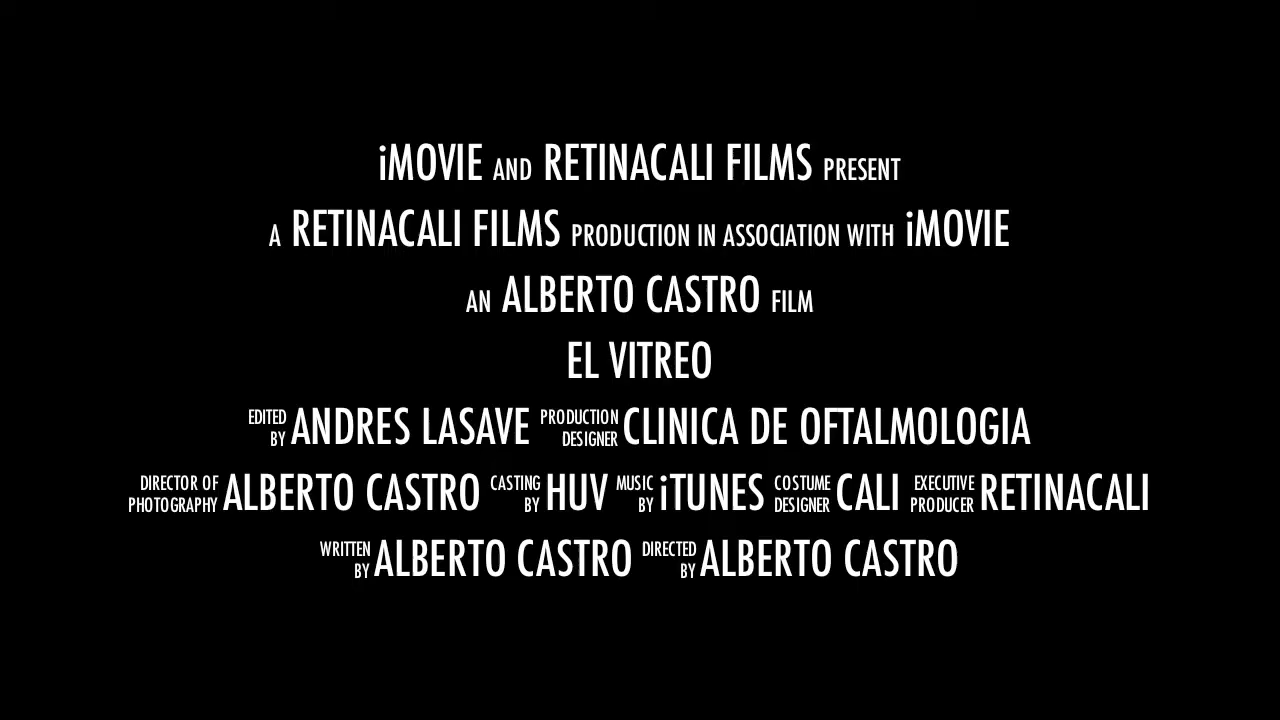 iMOVIE AND RETINACALI FILMS PRESENT
A RETINACALI FILMS PRODUCTION IN ASSOCIATION WITH iMOVIE
AN ALBERTO CASTRO FILM
EL VITREO
EDITED BY ANDRES LASAVE PRODUCTION DESIGNER CLINICA DE OFTALMOLOGIA
DIRECTOR OF PHOTOGRAPHY ALBERTO CASTRO CASTING BY HUV MUSIC BY iTUNES COSTUME DESIGNER CALI EXECUTIVE PRODUCER RETINACALI
WRITTEN BY ALBERTO CASTRO DIRECTED BY ALBERTO CASTRO